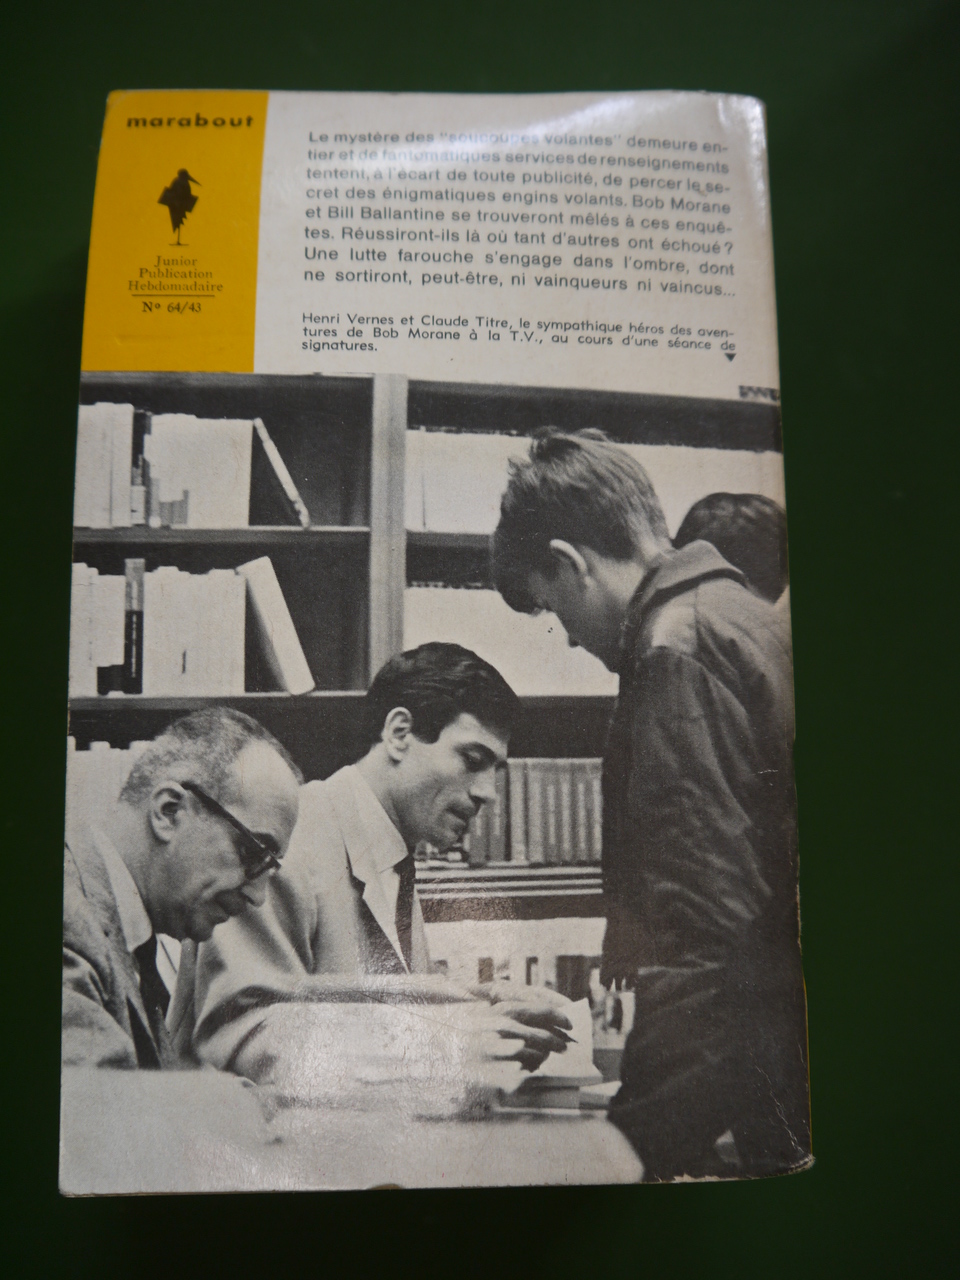 marabout
Junior
Publication
Hebdomadaire
Nº 64/43
Le mystère des "soucoupes volantes" demeure en-
tier et de fantomatiques services de renseignements
tentent, à l'écart de toute publicité, de percer le se-
cret des énigmatiques engins volants. Bob Morane
et Bill Ballantine se trouveront mêlés à ces enquê-
tes. Réussiront-ils là où tant d'autres ont échoué ?
Une lutte farouche s'engage dans l'ombre, dont
ne sortiront, peut-être, ni vainqueurs ni vaincus...
Henri Vernes et Claude Titre, le sympathique héros des aven-
tures de Bob Morane à la T.V., au cours d'une séance de
signatures.